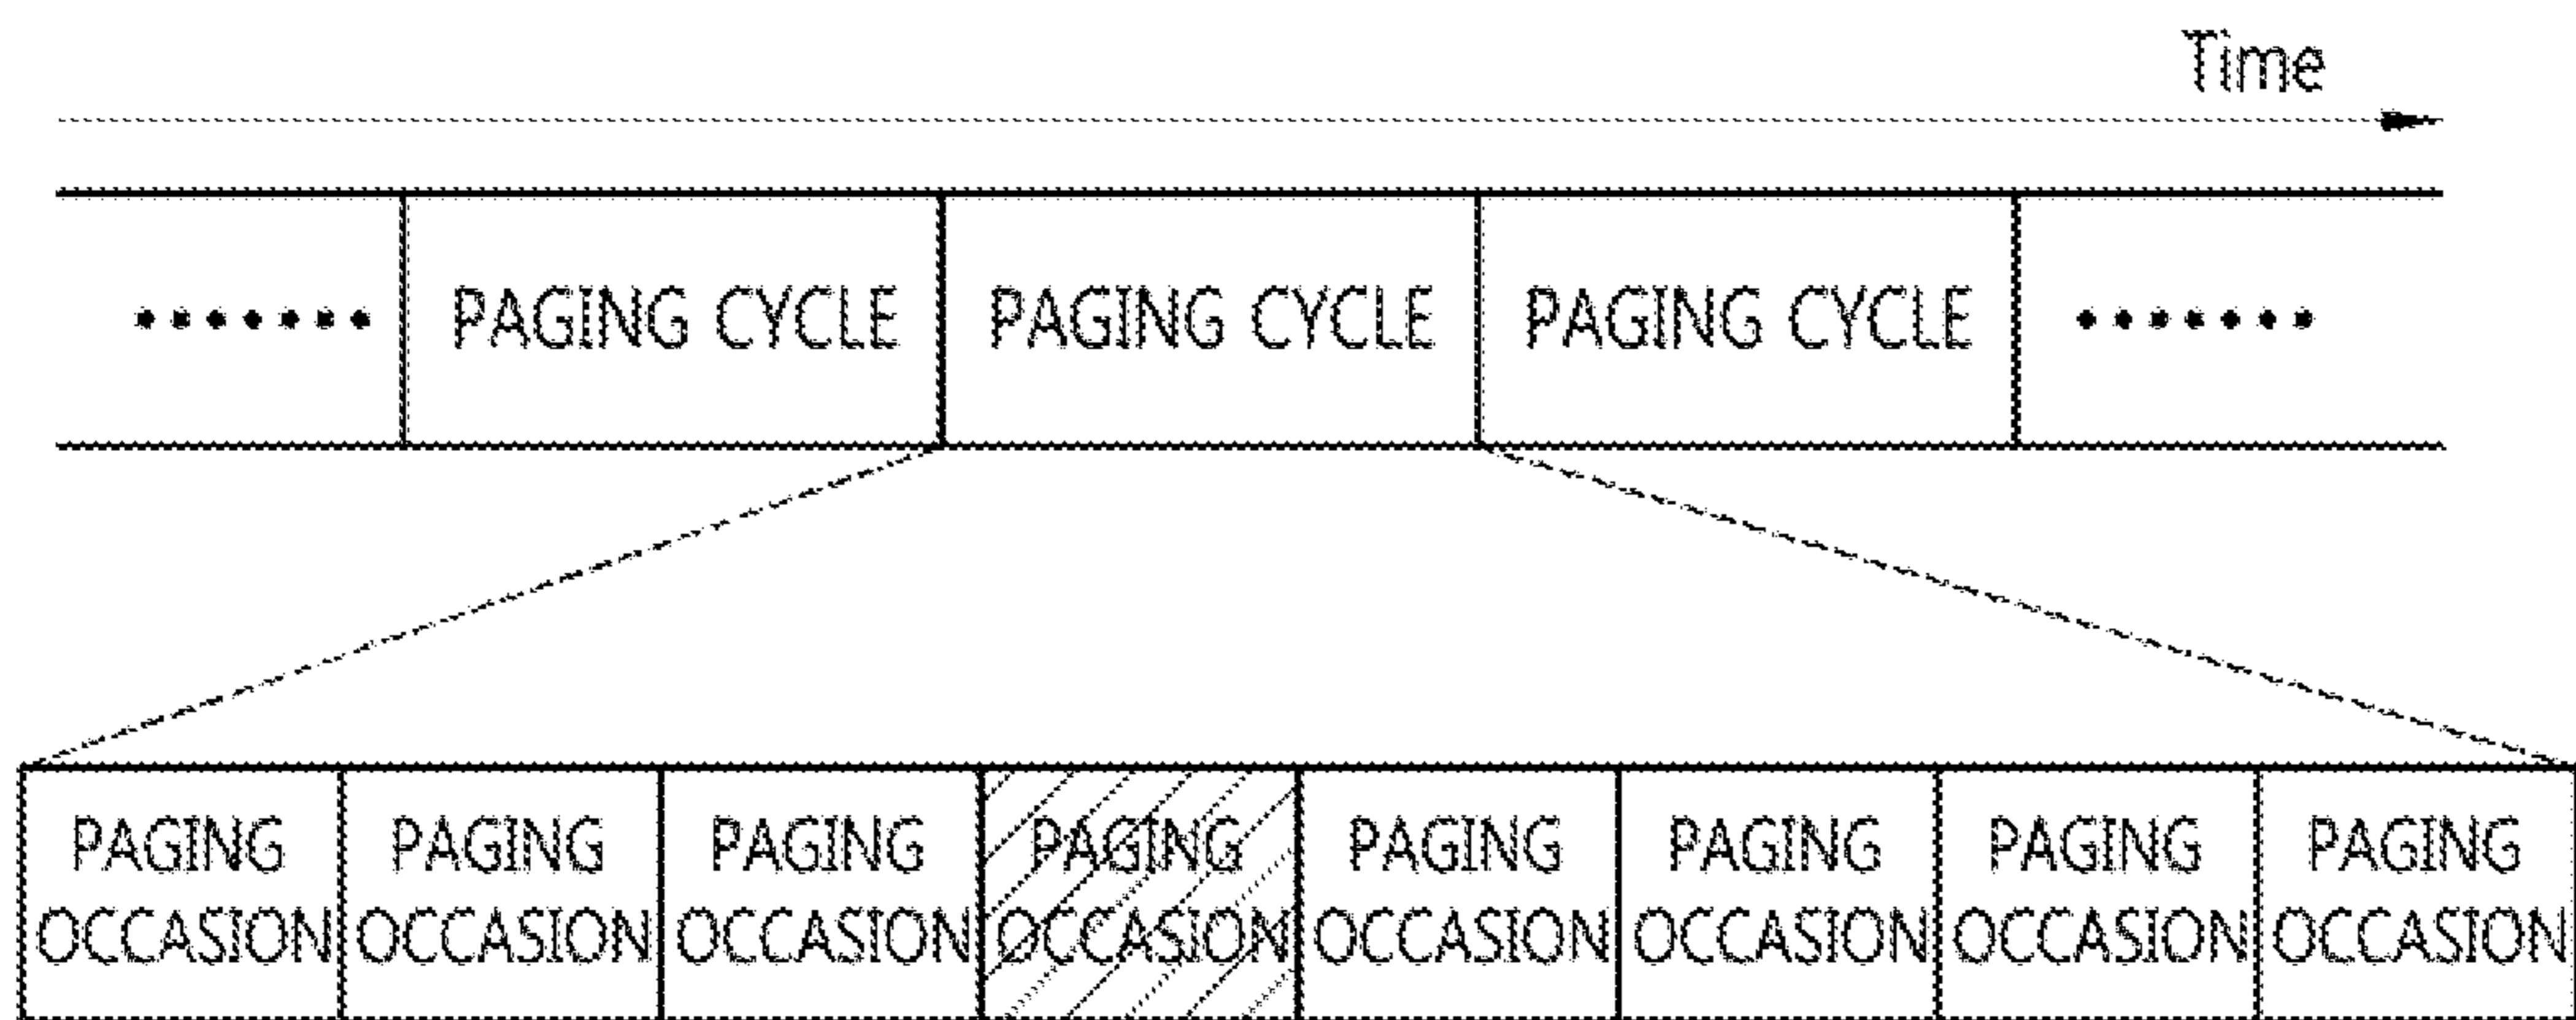 Time
....... PAGING CYCLE PAGING CYCLE PAGING CYCLE .......
PAGING PAGING PAGING PAGING PAGING PAGING PAGING PAGING
OCCASION OCCASION OCCASION OCCASION OCCASION OCCASION OCCASION OCCASION